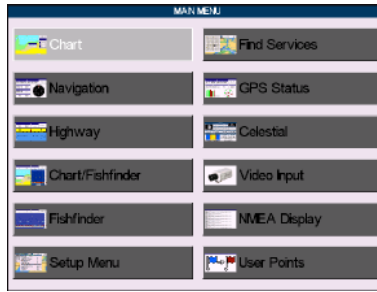 MAIN MENU
Chart
Find Services
Navigation
GPS Status
Highway
Celestial
Chart/Fishfinder
Video Input
Fishfinder
NMEA Display
Setup Menu
User Points